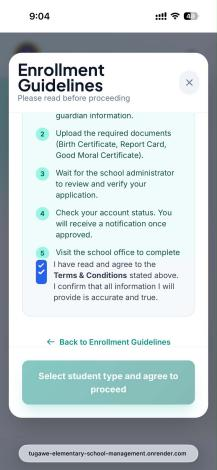 9:04
Enrollment
Guidelines
Please read before proceeding
guardian information.
2 Upload the required documents
(Birth Certificate, Report Card,
Good Moral Certificate).
3 Wait for the school administrator
to review and verify your
application.
4 Check your account status. You
will receive a notification once
approved.
5 Visit the school office to complete
I have read and agree to the
Terms & Conditions stated above.
I confirm that all information I will
provide is accurate and true.
← Back to Enrollment Guidelines
Select student type and agree to
proceed
tugawe-elementary-school-management.onrender.com